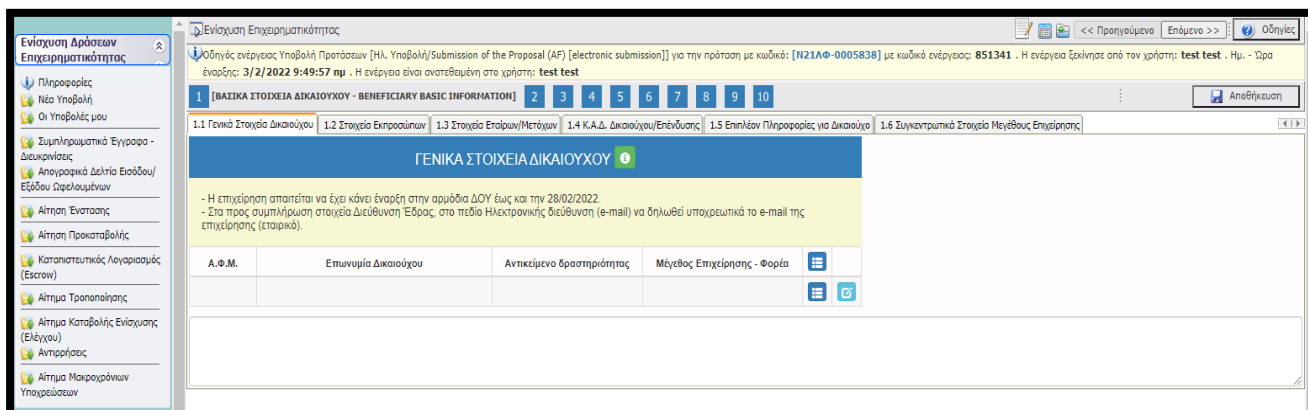 Ενίσχυση Δράσεων
Επιχειρηματικότητας
Πληροφορίες
Νέα Υποβολή
Οι Υποβολές μου
Συμπληρωματικά Έγγραφα -
Διευκρινίσεις
Απογραφικά Δελτία Εισόδου/
Εξόδου Ωφελουμένων
Αίτηση Ένστασης
Αίτηση Προκαταβολής
Καταπιστευτικός Λογαριασμός
(Escrow)
Αίτημα Τροποποίησης
Αίτημα Καταβολής Ενίσχυσης
(Ελέγχου)
Αντιρρήσεις
Αίτημα Μακροχρόνιων
Υποχρεώσεων
Ενίσχυση Επιχειρηματικότητας
<< Προηγούμενο Επόμενο >> Οδηγίες
Οδηγός ενέργειας Υποβολή Προτάσεων [Ηλ. Υποβολή/Submission of the Proposal (AF) [electronic submission]] για την πρόταση με κωδικό: [Ν21ΛΦ-0005838] με κωδικό ενέργειας: 851341 . Η ενέργεια ξεκίνησε από τον χρήστη: test test . Ημ. - Ώρα
έναρξης: 3/2/2022 9:49:57 πμ . Η ενέργεια είναι ανατεθειμένη στο χρήστη: test test
1 [ΒΑΣΙΚΑ ΣΤΟΙΧΕΙΑ ΔΙΚΑΙΟΥΧΟΥ - BENEFICIARY BASIC INFORMATION] 2 3 4 5 6 7 8 9 10 Αποθήκευση
1.1 Γενικά Στοιχεία Δικαιούχου 1.2 Στοιχεία Εκπροσώπων 1.3 Στοιχεία Εταίρων/Μετόχων 1.4 Κ.Α.Δ. Δικαιούχου/Επένδυσης 1.5 Επιπλέον Πληροφορίες για Δικαιούχο 1.6 Συγκεντρωτικά Στοιχεία Μεγέθους Επιχείρησης
ΓΕΝΙΚΑ ΣΤΟΙΧΕΙΑ ΔΙΚΑΙΟΥΧΟΥ
- Η επιχείρηση απαιτείται να έχει κάνει έναρξη στην αρμόδια ΔΟΥ έως και την 28/02/2022.
- Στα προς συμπλήρωση στοιχεία Διεύθυνση Έδρας, στο πεδίο Ηλεκτρονικής διεύθυνση (e-mail) να δηλωθεί υποχρεωτικά το e-mail της
επιχείρησης (εταιρικό).
Α.Φ.Μ. Επωνυμία Δικαιούχου Αντικείμενο δραστηριότητας Μέγεθος Επιχείρησης - Φορέα